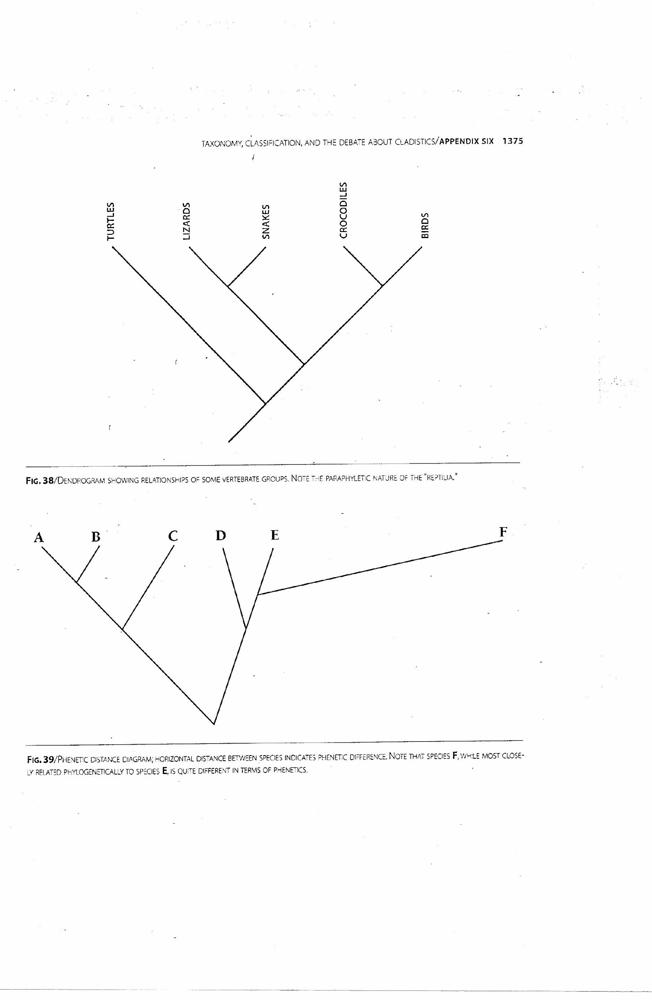 TAXONOMY, CLASSIFICATION, AND THE DEBATE ABOUT CLADISTICS/APPENDIX SIX 1375
TURTLES
LIZARDS
SNAKES
CROCODILES
BIRDS
FIG. 38/DENDROGRAM SHOWING RELATIONSHIPS OF SOME VERTEBRATE GROUPS. NOTE THE PARAPHYLETIC NATURE OF THE "REPTILIA."
A B C D E F
FIG. 39/PHENETIC DISTANCE DIAGRAM; HORIZONTAL DISTANCE BETWEEN SPECIES INDICATES PHENETIC DIFFERENCE. NOTE THAT SPECIES F, WHILE MOST CLOSE-
LY RELATED PHYLOGENETICALLY TO SPECIES E, IS QUITE DIFFERENT IN TERMS OF PHENETICS.